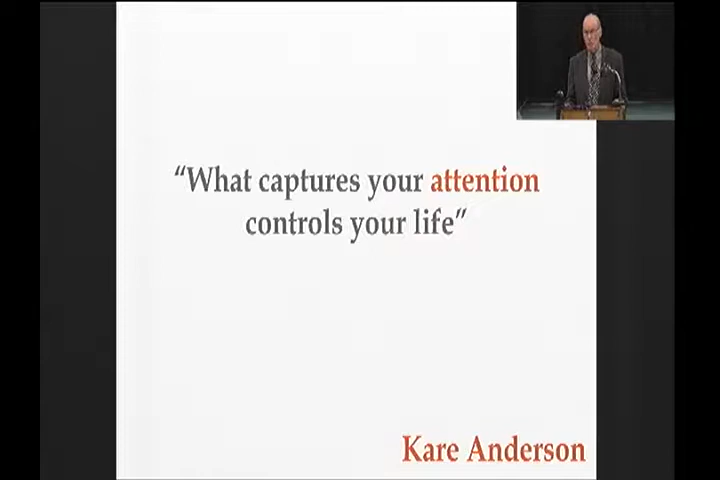 “What captures your attention
controls your life”
Kare Anderson